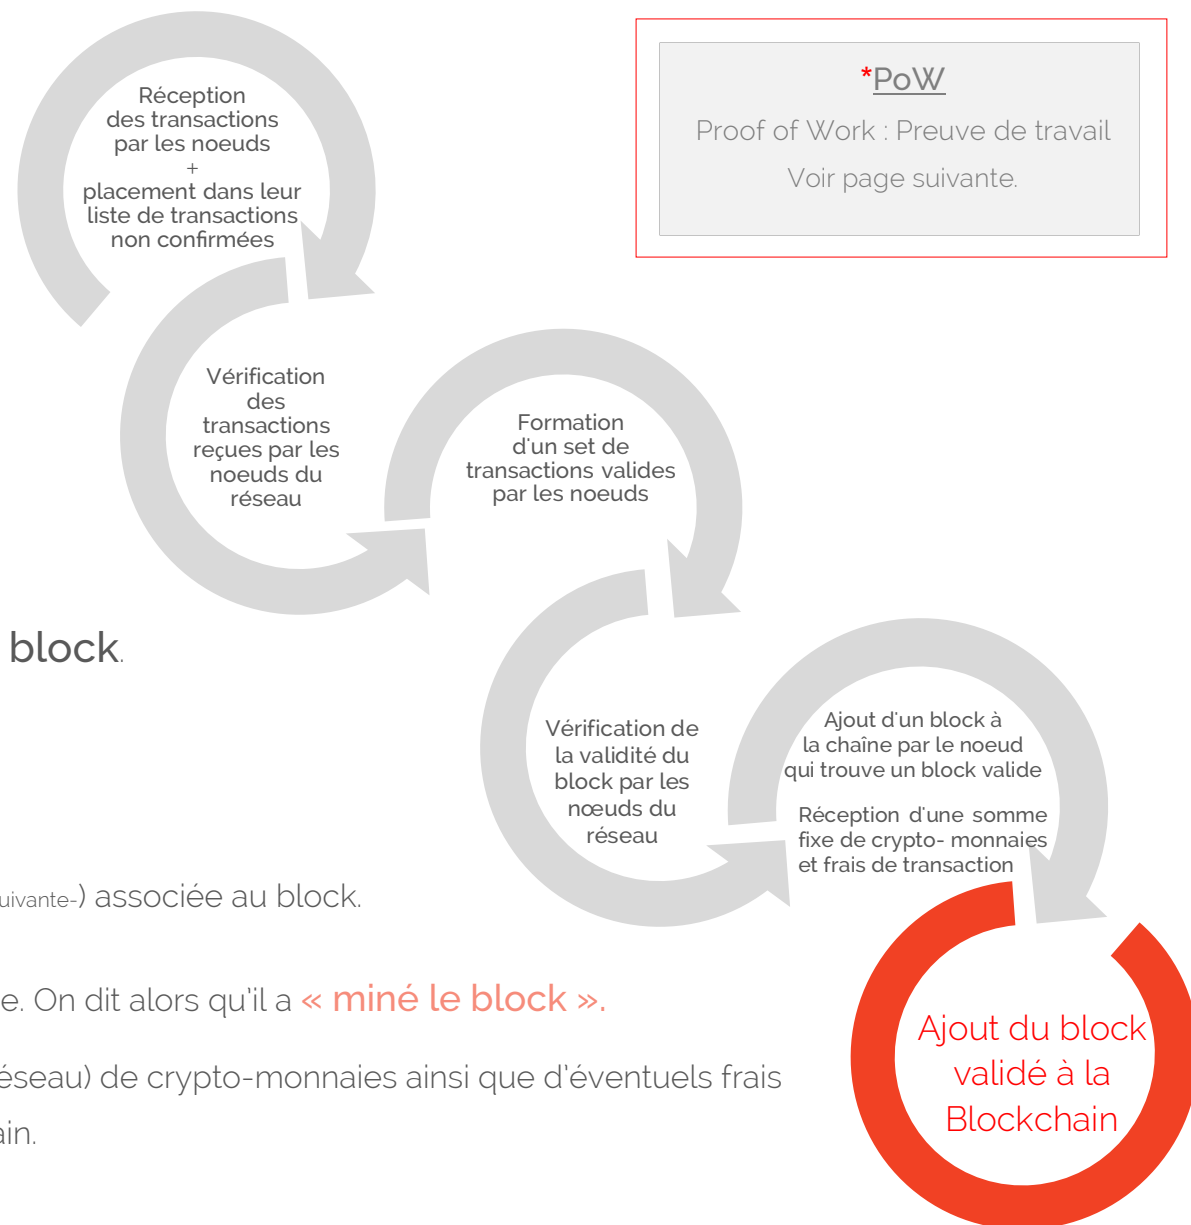 Réception
des transactions
par les noeuds
+
placement dans leur
liste de transactions
non confirmées
*PoW
Proof of Work : Preuve de travail
Voir page suivante.
Vérification
des
transactions
reçues par les
noeuds du
réseau
Formation
d'un set de
transactions valides
par les noeuds
block.
Vérification de
la validité du
block par les
nœuds du
réseau
Ajout d'un block à
la chaîne par le noeud
qui trouve un block valide
Réception d'une somme
fixe de crypto- monnaies
et frais de transaction
uivante-) associée au block.
e. On dit alors qu'il a « miné le block ».
éseau) de crypto-monnaies ainsi que d'éventuels frais
ain.
Ajout du block
validé à la
Blockchain